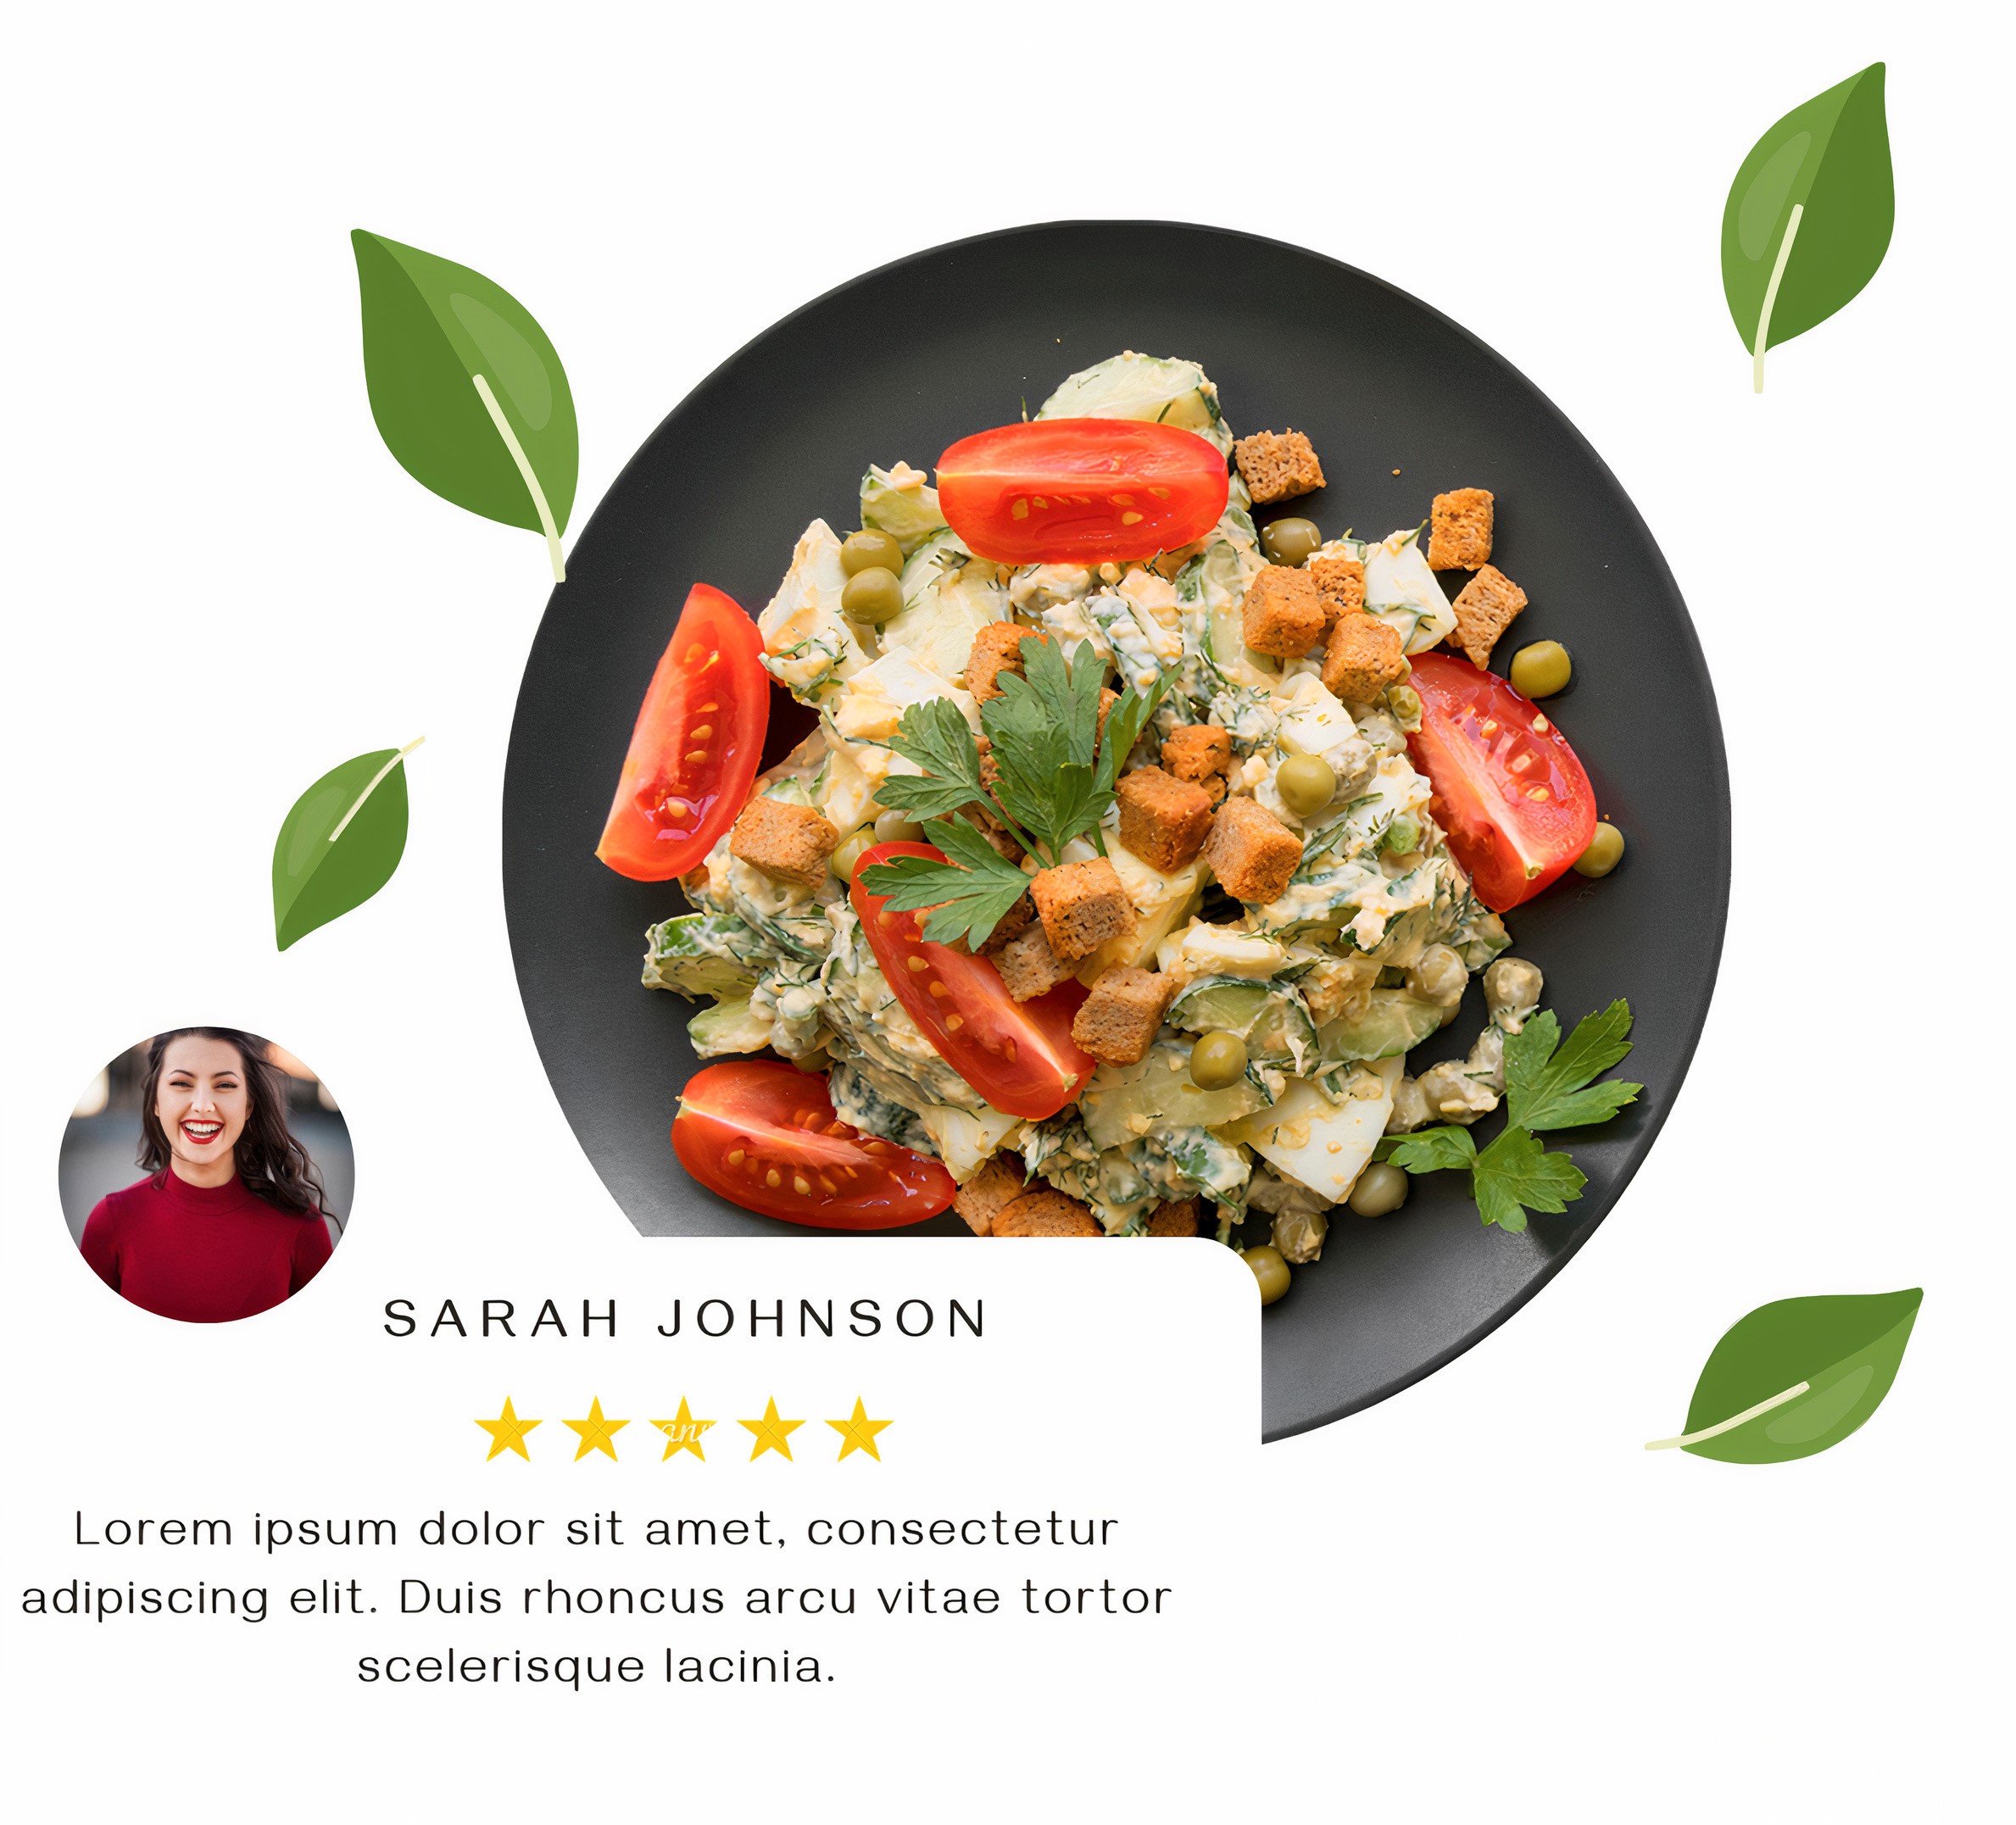 SARAH JOHNSON
Lorem ipsum dolor sit amet, consectetur
adipiscing elit. Duis rhoncus arcu vitae tortor
scelerisque lacinia.